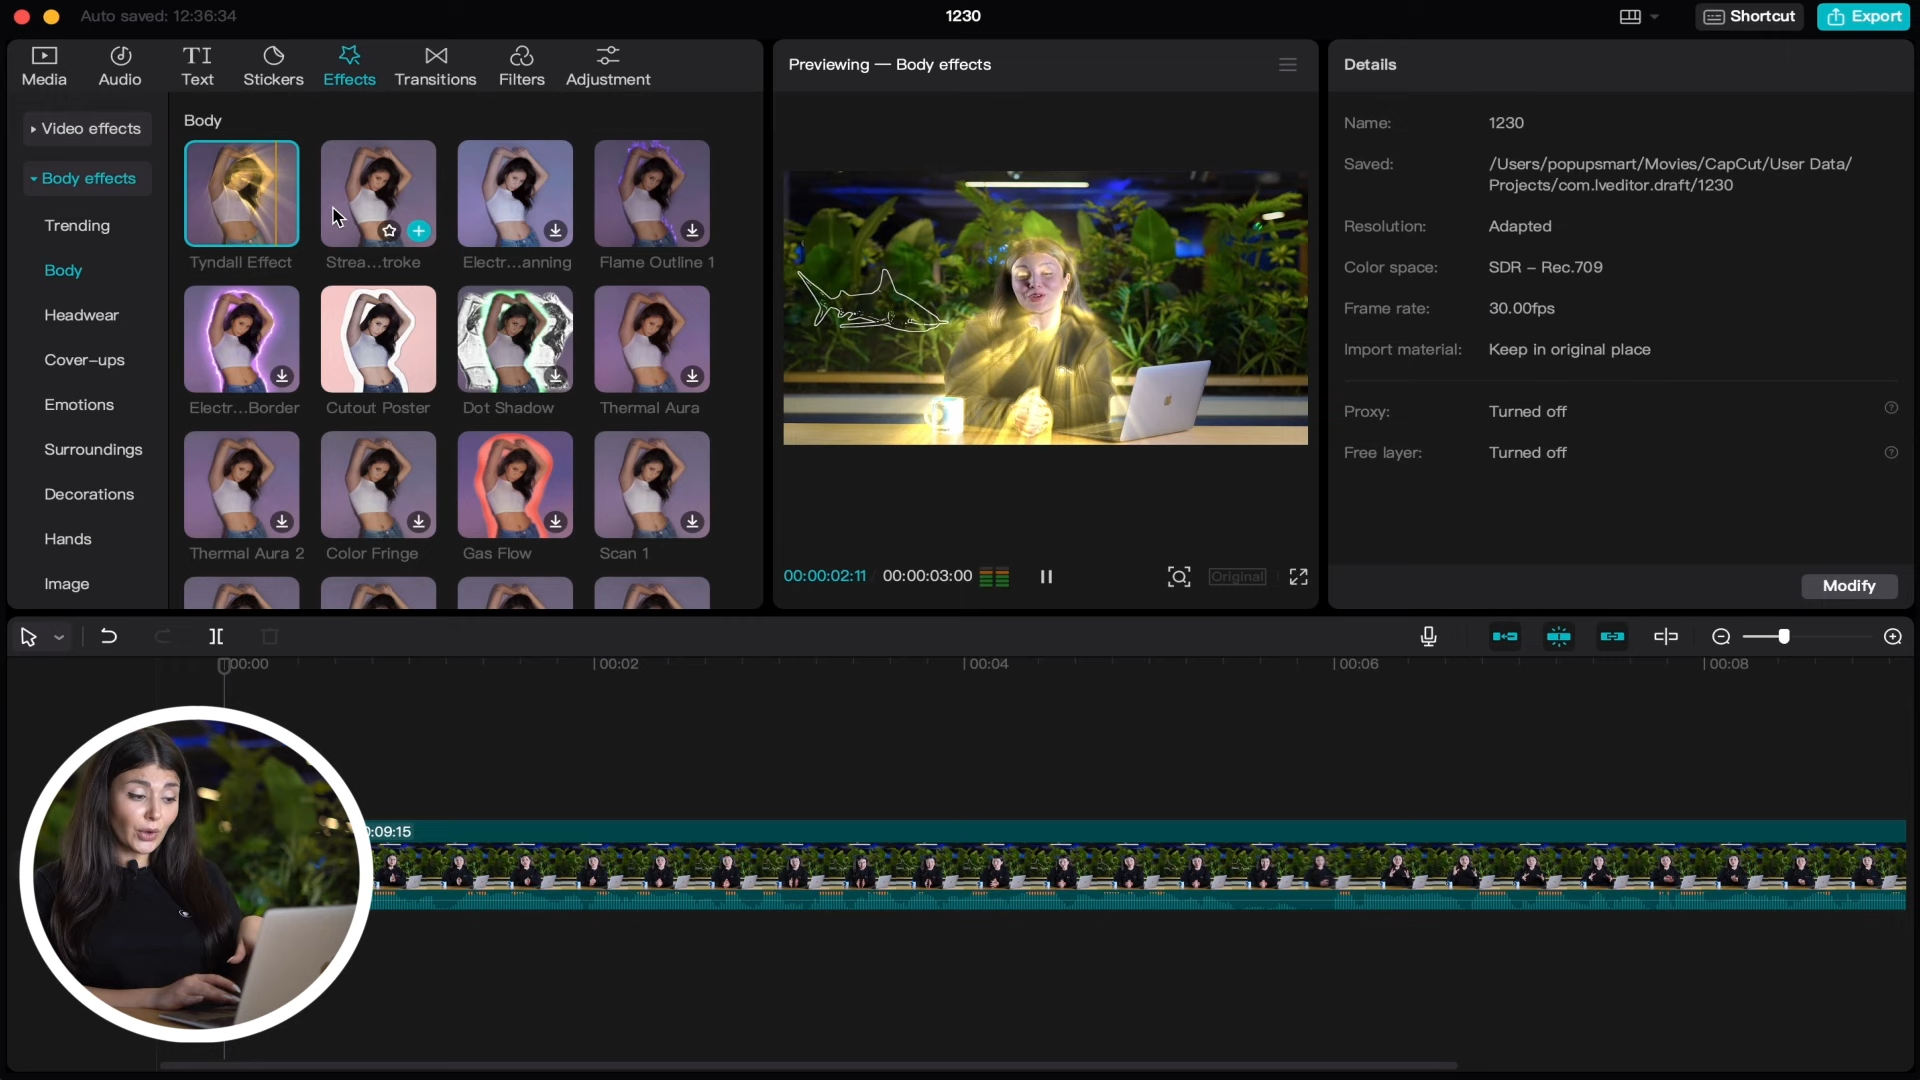 Auto saved: 12:36:34
1230
Shortcut
Export
Media
Audio
Text
Stickers
Effects
Transitions
Filters
Adjustment
Video effects
Body effects
Trending
Body
Headwear
Cover-ups
Emotions
Surroundings
Decorations
Hands
Image
Body
Tyndall Effect
Strea...troke
Electr...anning
Flame Outline 1
Electr...Border
Cutout Poster
Dot Shadow
Thermal Aura
Thermal Aura 2
Color Fringe
Gas Flow
Scan 1
Previewing — Body effects
00:00:02:11 / 00:00:03:00
Original
Details
Name: 1230
Saved: /Users/popupsmart/Movies/CapCut/User Data/
Projects/com.lveditor.draft/1230
Resolution: Adapted
Color space: SDR – Rec.709
Frame rate: 30.00fps
Import material: Keep in original place
Proxy: Turned off
Free layer: Turned off
Modify
00:00
00:02
00:04
00:06
00:08
0:09:15